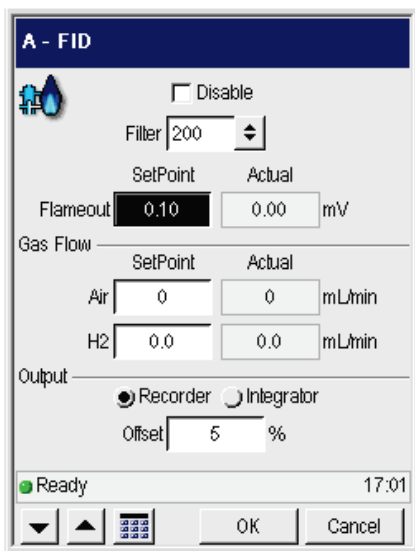 A - FID
Disable
Filter 200
SetPoint Actual
Flameout 0.10 0.00 mV
Gas Flow
SetPoint Actual
Air 0 0 mL/min
H2 0.0 0.0 mL/min
Output
Recorder Integrator
Offset 5 %
Ready 17:01
OK Cancel